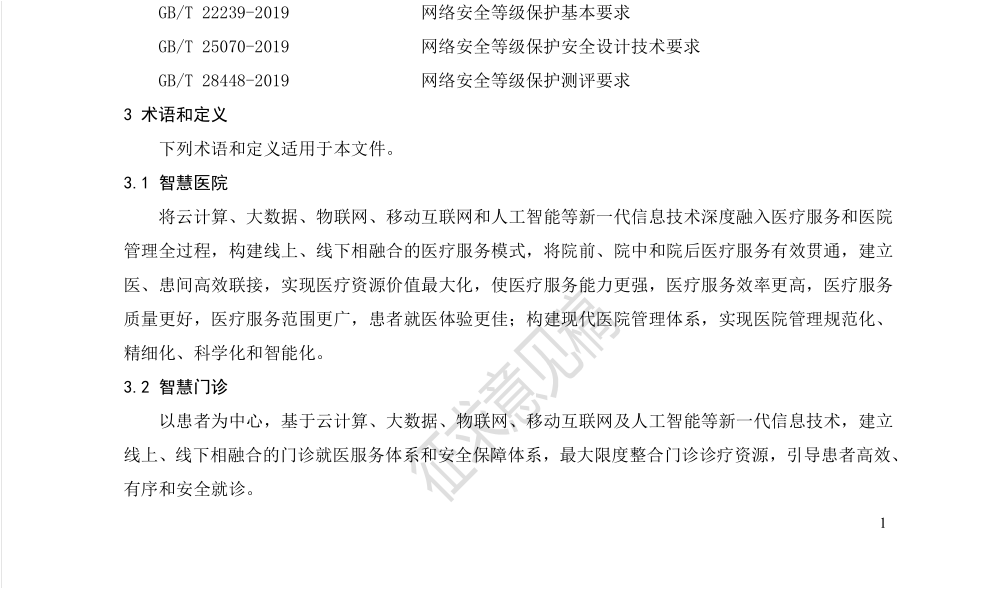 GB/T 22239-2019 网络安全等级保护基本要求
GB/T 25070-2019 网络安全等级保护安全设计技术要求
GB/T 28448-2019 网络安全等级保护测评要求
3 术语和定义
下列术语和定义适用于本文件。
3.1 智慧医院
将云计算、大数据、物联网、移动互联网和人工智能等新一代信息技术深度融入医疗服务和医院
管理全过程，构建线上、线下相融合的医疗服务模式，将院前、院中和院后医疗服务有效贯通，建立
医、患间高效联接，实现医疗资源价值最大化，使医疗服务能力更强，医疗服务效率更高，医疗服务
质量更好，医疗服务范围更广，患者就医体验更佳；构建现代医院管理体系，实现医院管理规范化、
精细化、科学化和智能化。
3.2 智慧门诊
以患者为中心，基于云计算、大数据、物联网、移动互联网及人工智能等新一代信息技术，建立
线上、线下相融合的门诊就医服务体系和安全保障体系，最大限度整合门诊诊疗资源，引导患者高效、
有序和安全就诊。
征求意见稿
1